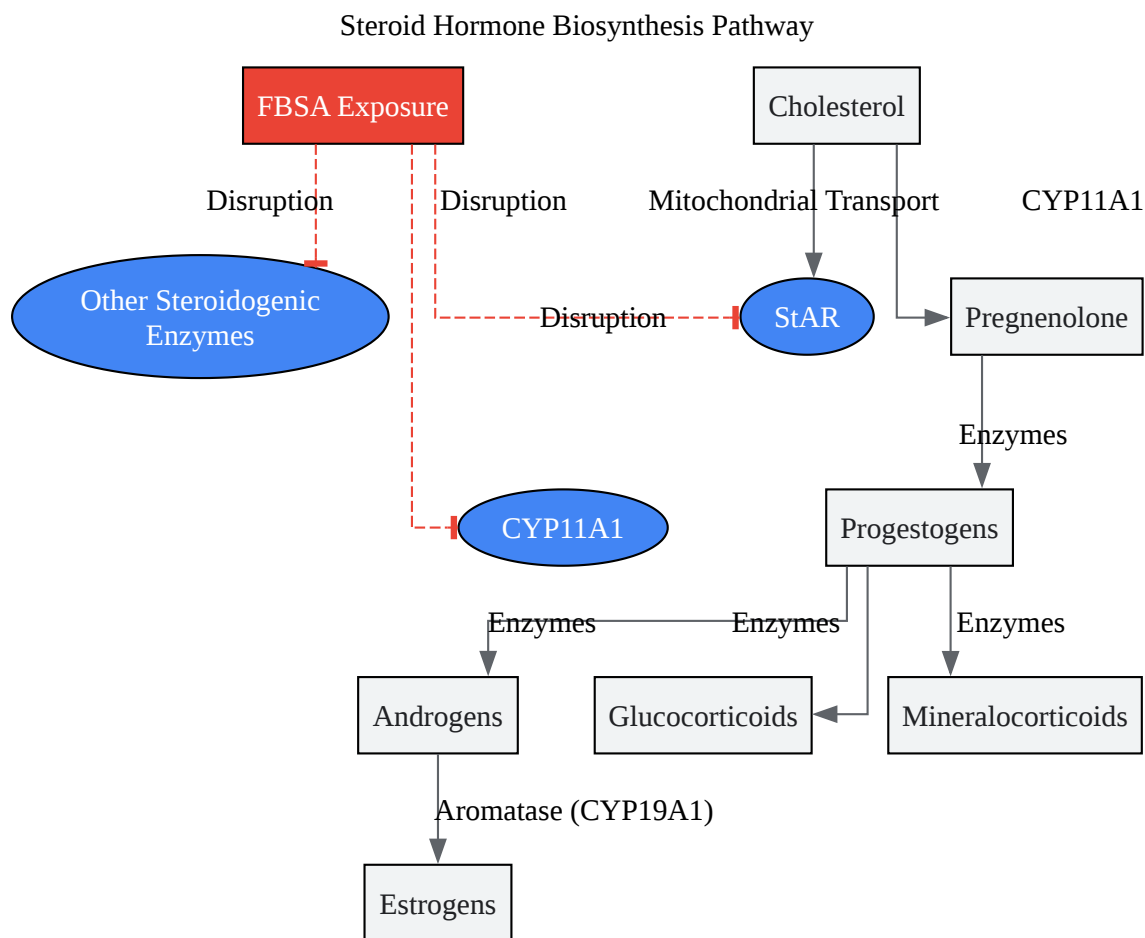 Steroid Hormone Biosynthesis Pathway
FBSA Exposure
Cholesterol
Disruption
Disruption
Mitochondrial Transport
CYP11A1
Other Steroidogenic
Enzymes
Disruption
StAR
Pregnenolone
Enzymes
CYP11A1
Progestogens
Enzymes
Enzymes
Enzymes
Androgens
Glucocorticoids
Mineralocorticoids
Aromatase (CYP19A1)
Estrogens